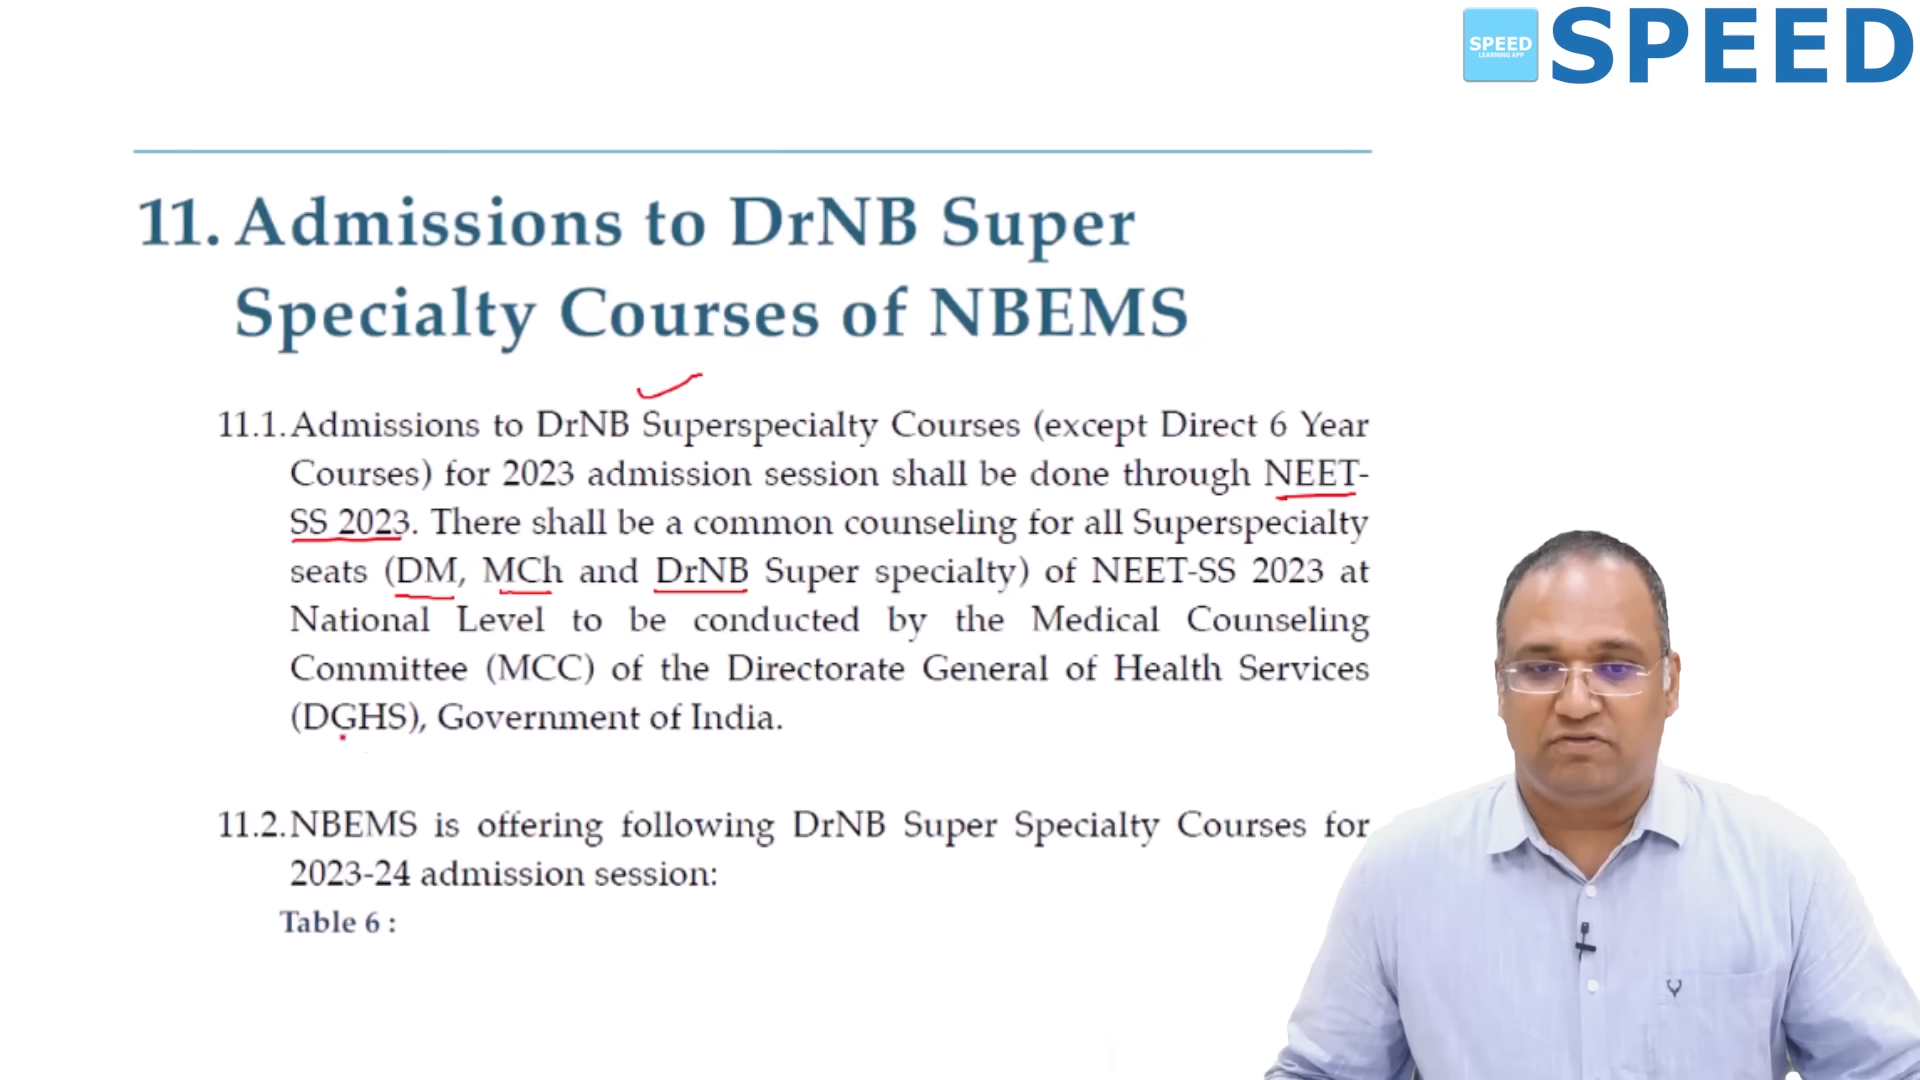 SPEED
LEARNING APP
SPEED
11. Admissions to DrNB Super
Specialty Courses of NBEMS
11.1. Admissions to DrNB Superspecialty Courses (except Direct 6 Year
Courses) for 2023 admission session shall be done through NEET-
SS 2023. There shall be a common counseling for all Superspecialty
seats (DM, MCh and DrNB Super specialty) of NEET-SS 2023 at
National Level to be conducted by the Medical Counseling
Committee (MCC) of the Directorate General of Health Services
(DGHS), Government of India.
11.2. NBEMS is offering following DrNB Super Specialty Courses for
2023-24 admission session:
Table 6 :